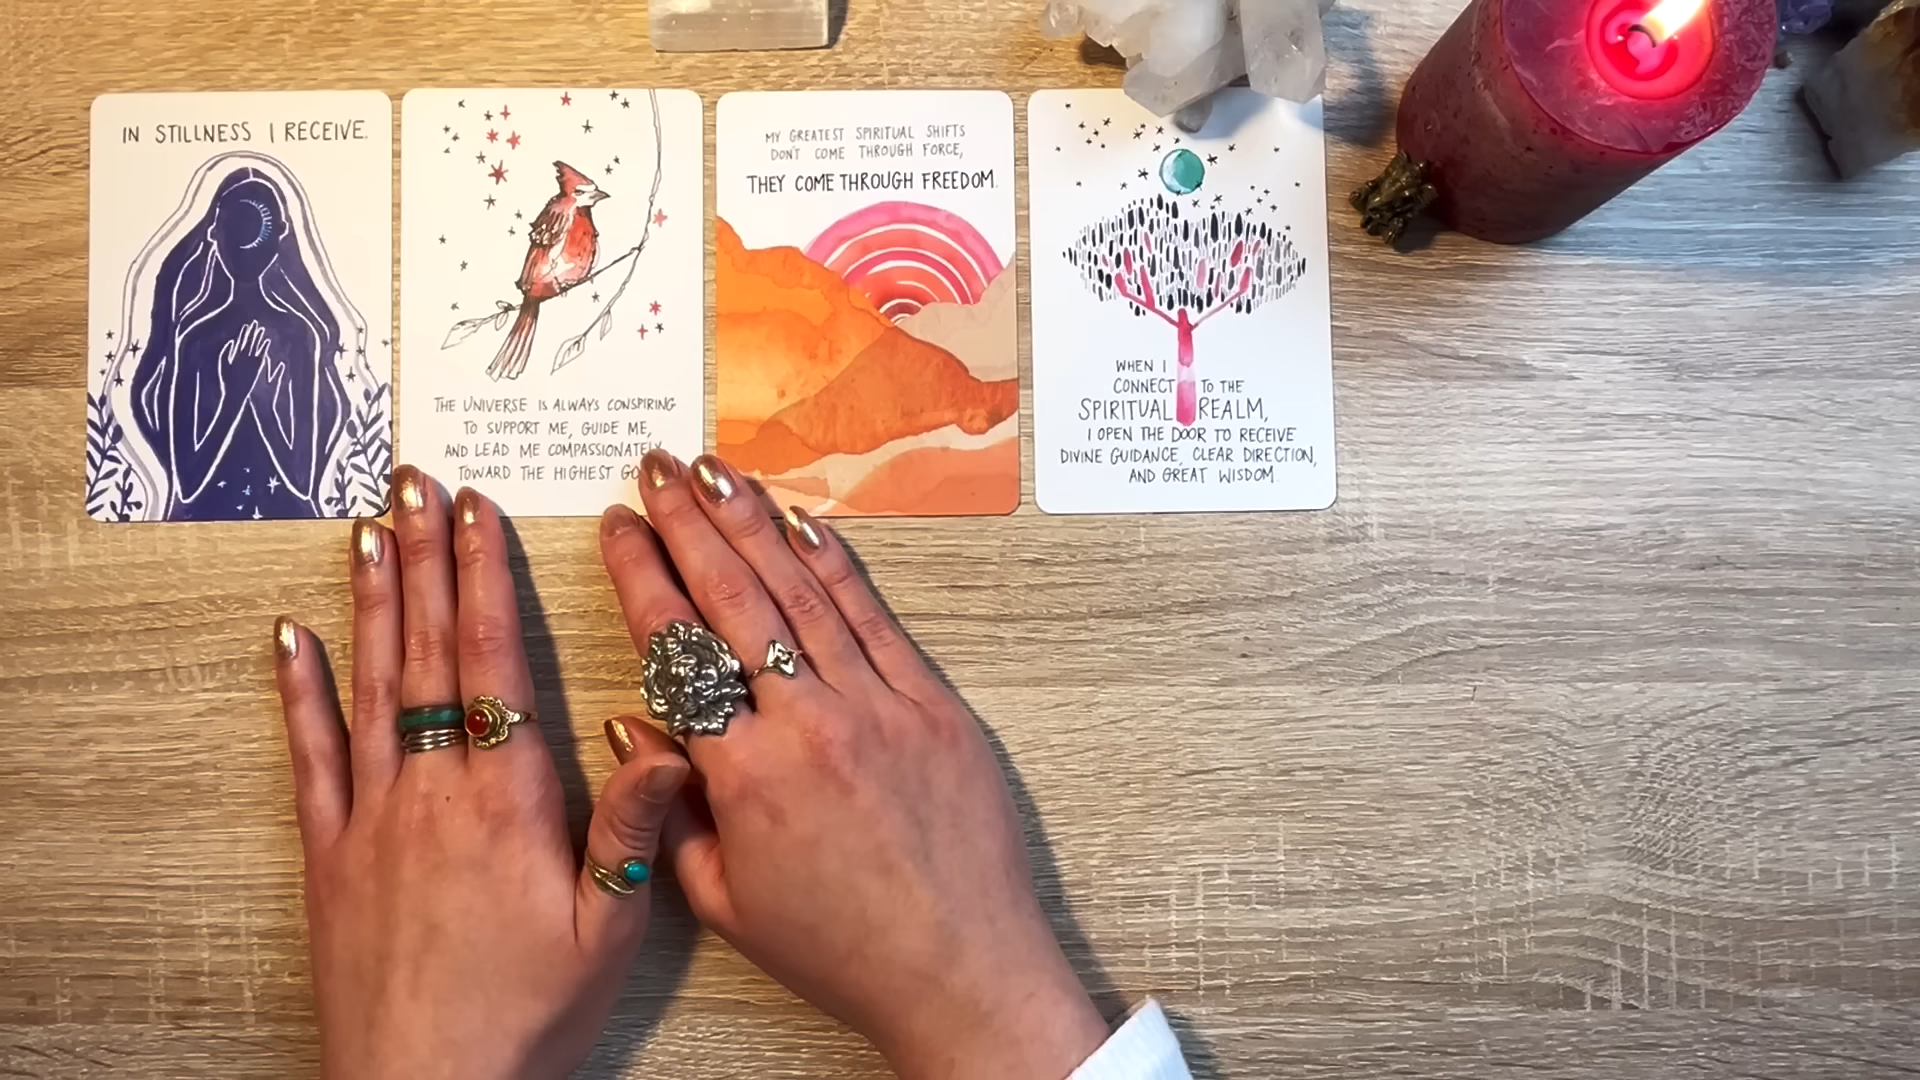 IN STILLNESS I RECEIVE.
THE UNIVERSE IS ALWAYS CONSPIRING
TO SUPPORT ME, GUIDE ME,
AND LEAD ME COMPASSIONATELY
TOWARD THE HIGHEST
MY GREATEST SPIRITUAL SHIFTS
DON'T COME THROUGH FORCE,
THEY COME THROUGH FREEDOM.
WHEN I
CONNECT TO THE
SPIRITUAL REALM,
I OPEN THE DOOR TO RECEIVE
DIVINE GUIDANCE, CLEAR DIRECTION,
AND GREAT WISDOM.